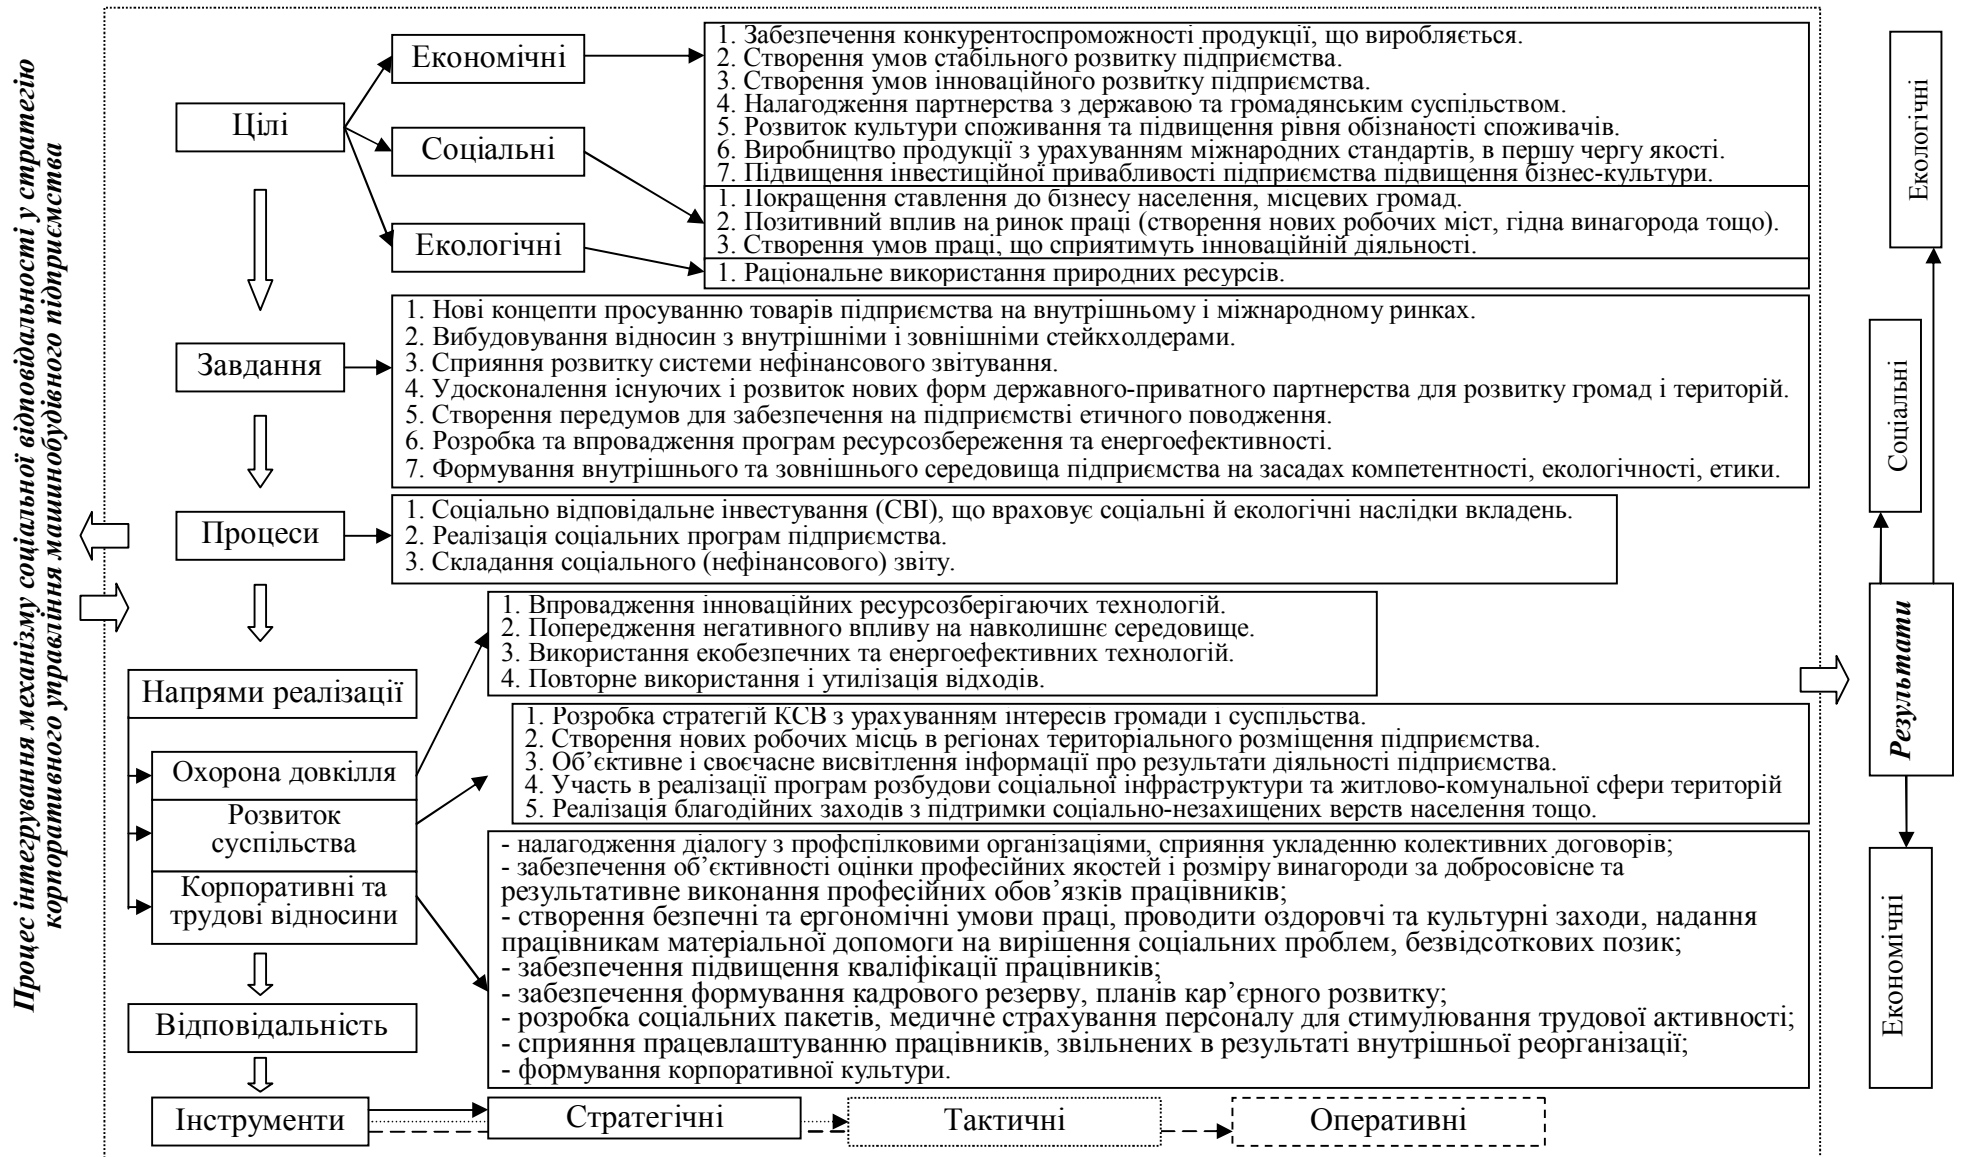 Процес інтегрування механізму соціальної відповідальності у стратегію
корпоративного управління машинобудівного підприємства
Цілі
Економічні
1. Забезпечення конкурентоспроможності продукції, що виробляється.
2. Створення умов стабільного розвитку підприємства.
3. Створення умов інноваційного розвитку підприємства.
4. Налагодження партнерства з державою та громадянським суспільством.
5. Розвиток культури споживання та підвищення рівня обізнаності споживачів.
6. Виробництво продукції з урахуванням міжнародних стандартів, в першу чергу якості.
7. Підвищення інвестиційної привабливості підприємства підвищення бізнес-культури.
Соціальні
1. Покращення ставлення до бізнесу населення, місцевих громад.
2. Позитивний вплив на ринок праці (створення нових робочих міст, гідна винагорода тощо).
3. Створення умов праці, що сприятимуть інноваційній діяльності.
Екологічні
1. Раціональне використання природних ресурсів.
Завдання
1. Нові концепти просуванню товарів підприємства на внутрішньому і міжнародному ринках.
2. Вибудовування відносин з внутрішніми і зовнішніми стейкхолдерами.
3. Сприяння розвитку системи нефінансового звітування.
4. Удосконалення існуючих і розвиток нових форм державного-приватного партнерства для розвитку громад і територій.
5. Створення передумов для забезпечення на підприємстві етичного поводження.
6. Розробка та впровадження програм ресурсозбереження та енергоефективності.
7. Формування внутрішнього та зовнішнього середовища підприємства на засадах компетентності, екологічності, етики.
Процеси
1. Соціально відповідальне інвестування (СВІ), що враховує соціальні й екологічні наслідки вкладень.
2. Реалізація соціальних програм підприємства.
3. Складання соціального (нефінансового) звіту.
Напрями реалізації
Охорона довкілля
1. Впровадження інноваційних ресурсозберігаючих технологій.
2. Попередження негативного впливу на навколишнє середовище.
3. Використання екобезпечних та енергоефективних технологій.
4. Повторне використання і утилізація відходів.
Розвиток
суспільства
1. Розробка стратегій КСВ з урахуванням інтересів громади і суспільства.
2. Створення нових робочих місць в регіонах територіального розміщення підприємства.
3. Об’єктивне і своєчасне висвітлення інформації про результати діяльності підприємства.
4. Участь в реалізації програм розбудови соціальної інфраструктури та житлово-комунальної сфери територій
5. Реалізація благодійних заходів з підтримки соціально-незахищених верств населення тощо.
Корпоративні та
трудові відносини
- налагодження діалогу з профспілковими організаціями, сприяння укладенню колективних договорів;
- забезпечення об’єктивності оцінки професійних якостей і розміру винагороди за добросовісне та
результативне виконання професійних обов’язків працівників;
- створення безпечні та ергономічні умови праці, проводити оздоровчі та культурні заходи, надання
працівникам матеріальної допомоги на вирішення соціальних проблем, безвідсоткових позик;
- забезпечення підвищення кваліфікації працівників;
- забезпечення формування кадрового резерву, планів кар’єрного розвитку;
- розробка соціальних пакетів, медичне страхування персоналу для стимулювання трудової активності;
- сприяння працевлаштуванню працівників, звільнених в результаті внутрішньої реорганізації;
- формування корпоративної культури.
Відповідальність
Інструменти
Стратегічні
Тактичні
Оперативні
Результати
Екологічні
Соціальні
Економічні